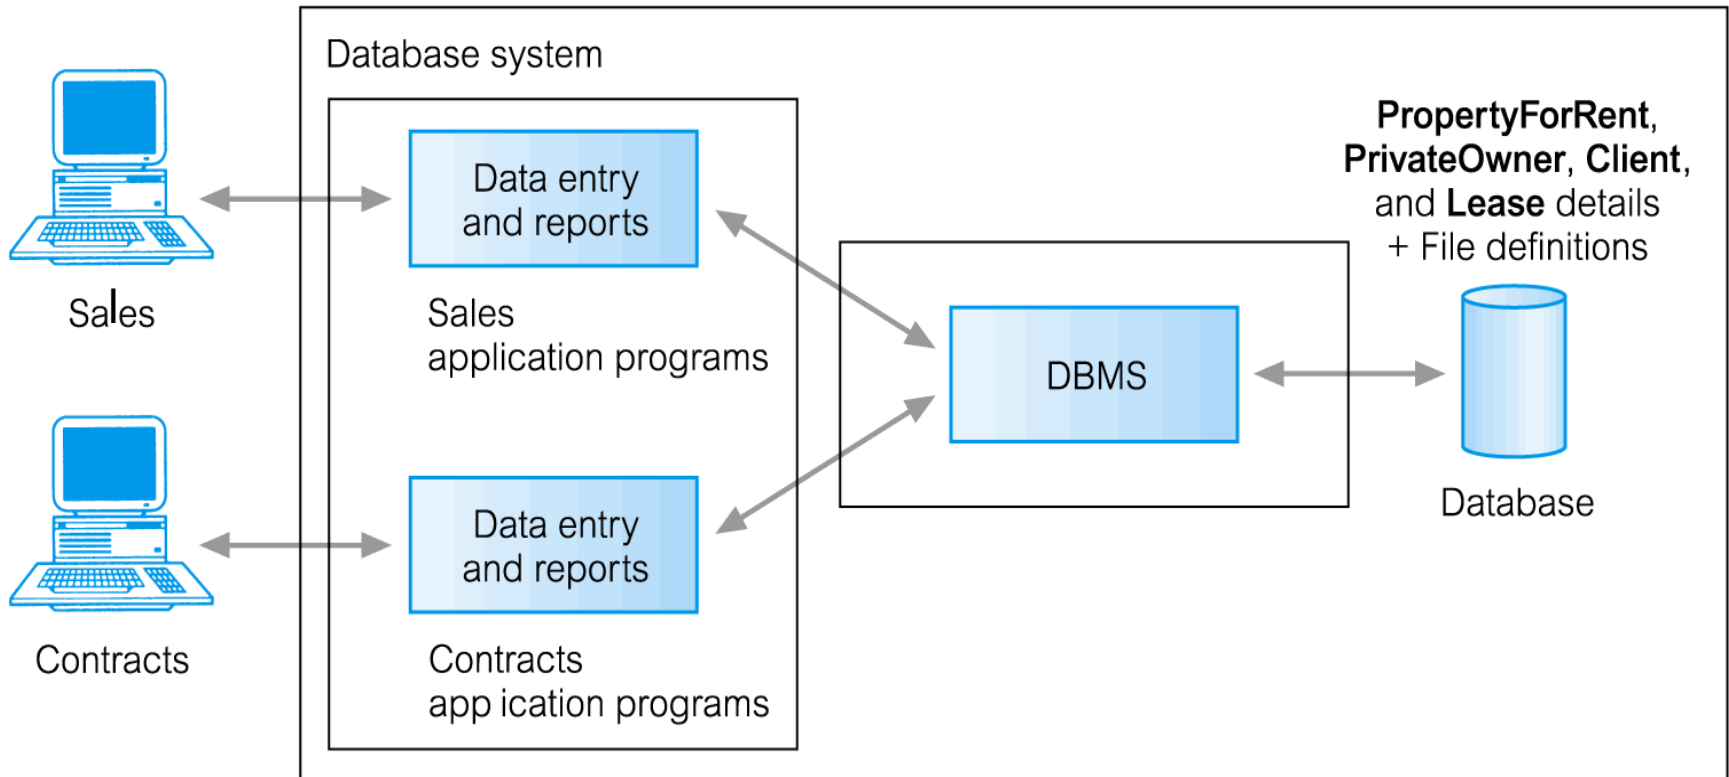 Database system
Sales
Data entry
and reports
Sales
application programs
Contracts
Data entry
and reports
Contracts
app ication programs
DBMS
PropertyForRent,
PrivateOwner, Client,
and Lease details
+ File definitions
Database